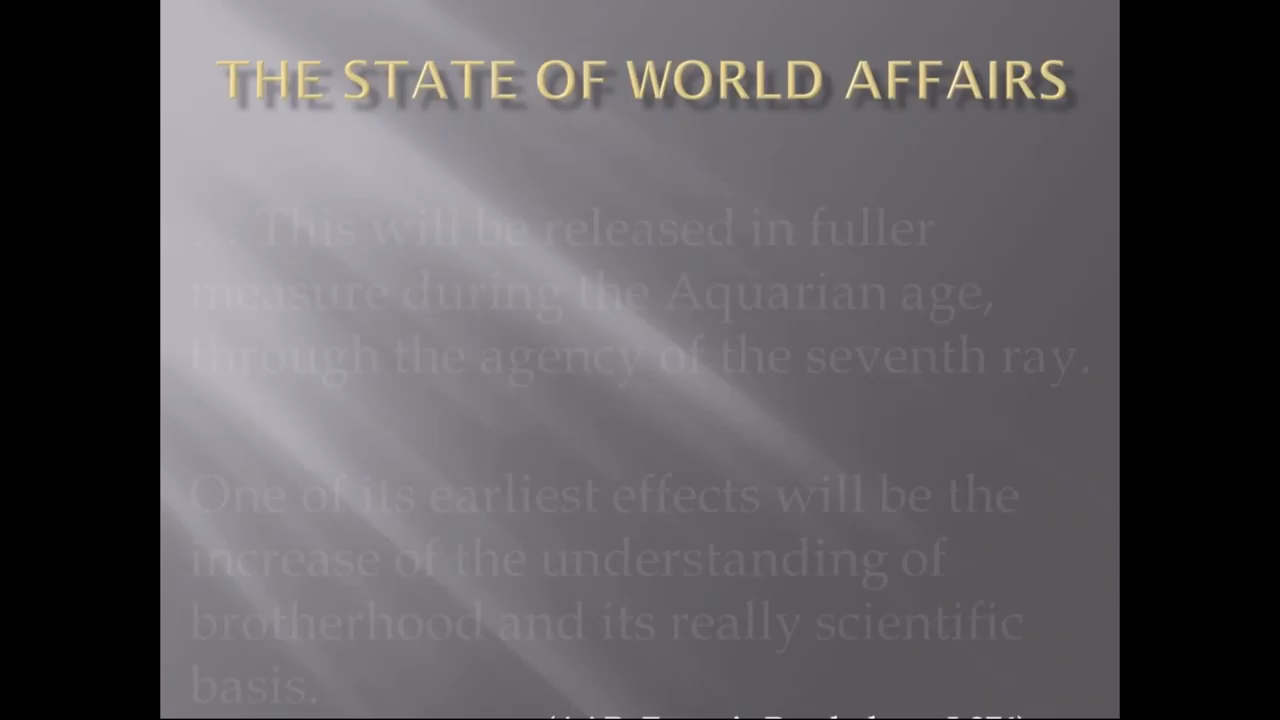 THE STATE OF WORLD AFFAIRS
... This will be released in fuller
measure during the Aquarian age,
through the agency of the seventh ray.
One of its earliest effects will be the
increase of the understanding of
brotherhood and its really scientific
basis.